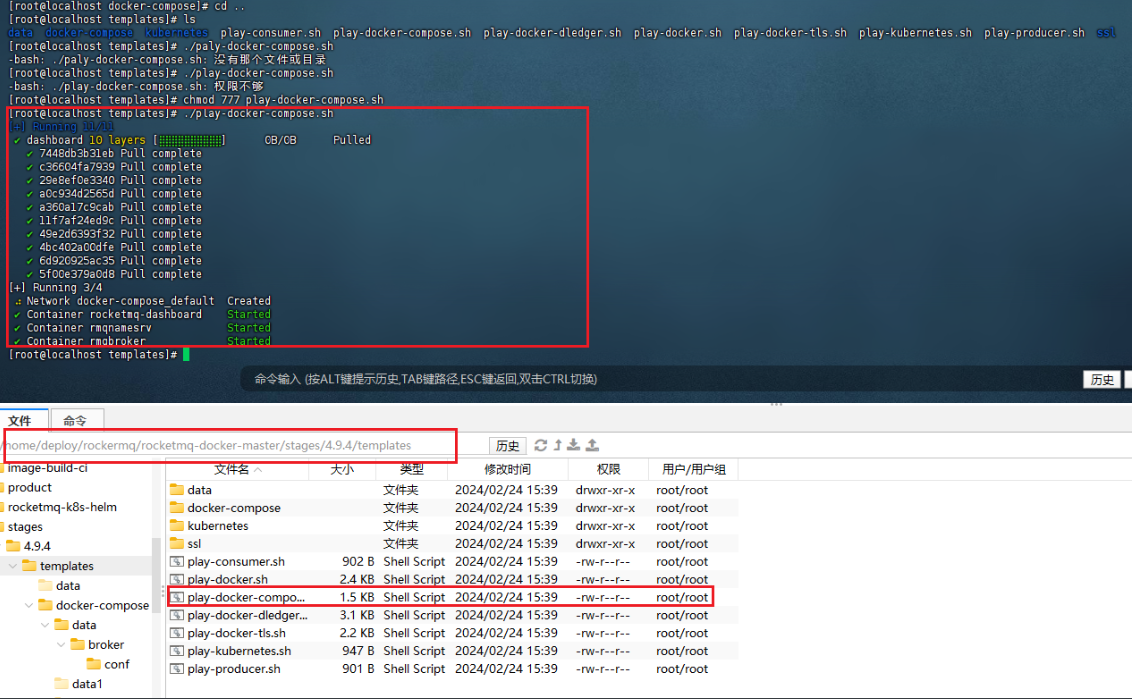 [root@localhost docker-compose]# cd ..
[root@localhost templates]# ls
data docker-compose kubernetes play-consumer.sh play-docker-compose.sh play-docker-dledger.sh play-docker.sh play-docker-tls.sh play-kubernetes.sh play-producer.sh ssl
[root@localhost templates]# ./paly-docker-compose.sh
-bash: ./paly-docker-compose.sh: 没有那个文件或目录
[root@localhost templates]# ./play-docker-compose.sh
-bash: ./play-docker-compose.sh: 权限不够
[root@localhost templates]# chmod 777 play-docker-compose.sh
[root@localhost templates]# ./play-docker-compose.sh
[+] Running 11/11
✔ dashboard 10 layers [⣿⣿⣿⣿⣿⣿⣿⣿⣿⣿] 0B/0B Pulled
✔ 7448db3b31eb Pull complete
✔ c36604fa7939 Pull complete
✔ 29e8ef0e3340 Pull complete
✔ a0c934d2565d Pull complete
✔ a360a17c9cab Pull complete
✔ 11f7af24ed9c Pull complete
✔ 49e2d6393f32 Pull complete
✔ 4bc402a00dfe Pull complete
✔ 6d920925ac35 Pull complete
✔ 5f00e379a0d8 Pull complete
[+] Running 3/4
Network docker-compose_default Created
✔ Container rocketmq-dashboard Started
✔ Container rmqnamesrv Started
✔ Container rmqbroker Started
[root@localhost templates]#
命令输入 (按ALT键提示历史,TAB键路径,ESC键返回,双击CTRL切换) 历史
文件 命令
/home/deploy/rockermq/rocketmq-docker-master/stages/4.9.4/templates 历史
image-build-ci
product
rocketmq-k8s-helm
stages
4.9.4
templates
data
docker-compose
data
broker
conf
data1
文件名 大小 类型 修改时间 权限 用户/用户组
data 文件夹 2024/02/24 15:39 drwxr-xr-x root/root
docker-compose 文件夹 2024/02/24 15:39 drwxr-xr-x root/root
kubernetes 文件夹 2024/02/24 15:39 drwxr-xr-x root/root
ssl 文件夹 2024/02/24 15:39 drwxr-xr-x root/root
play-consumer.sh 902 B Shell Script 2024/02/24 15:39 -rw-r--r-- root/root
play-docker.sh 2.4 KB Shell Script 2024/02/24 15:39 -rw-r--r-- root/root
play-docker-compo... 1.5 KB Shell Script 2024/02/24 15:39 -rw-r--r-- root/root
play-docker-dledger... 3.1 KB Shell Script 2024/02/24 15:39 -rw-r--r-- root/root
play-docker-tls.sh 2.2 KB Shell Script 2024/02/24 15:39 -rw-r--r-- root/root
play-kubernetes.sh 947 B Shell Script 2024/02/24 15:39 -rw-r--r-- root/root
play-producer.sh 901 B Shell Script 2024/02/24 15:39 -rw-r--r-- root/root